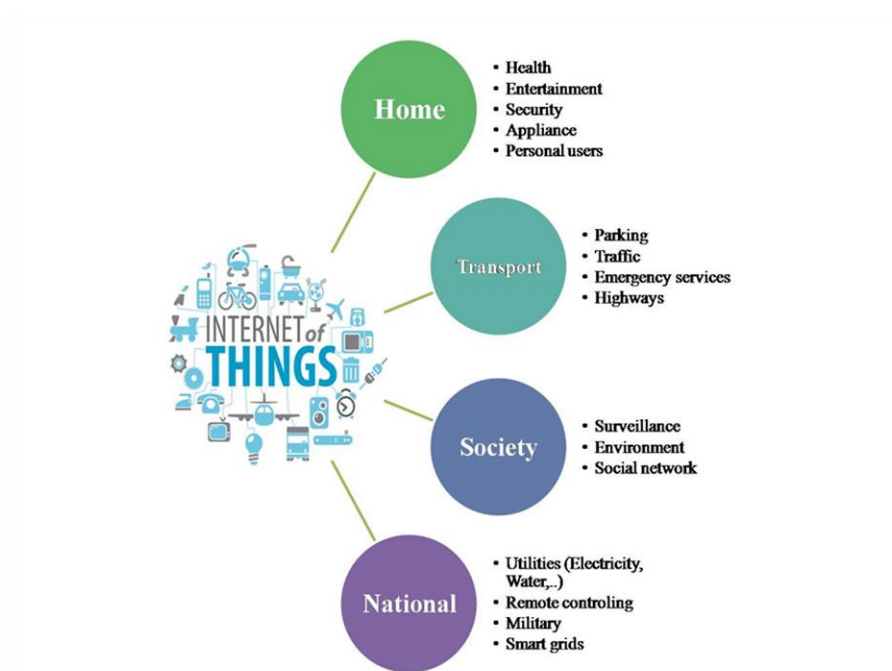 Home
• Health
• Entertainment
• Security
• Appliance
• Personal users
Transport
• Parking
• Traffic
• Emergency services
• Highways
INTERNET of
THINGS
Society
• Surveillance
• Environment
• Social network
National
• Utilities (Electricity,
Water,..)
• Remote controling
• Military
• Smart grids